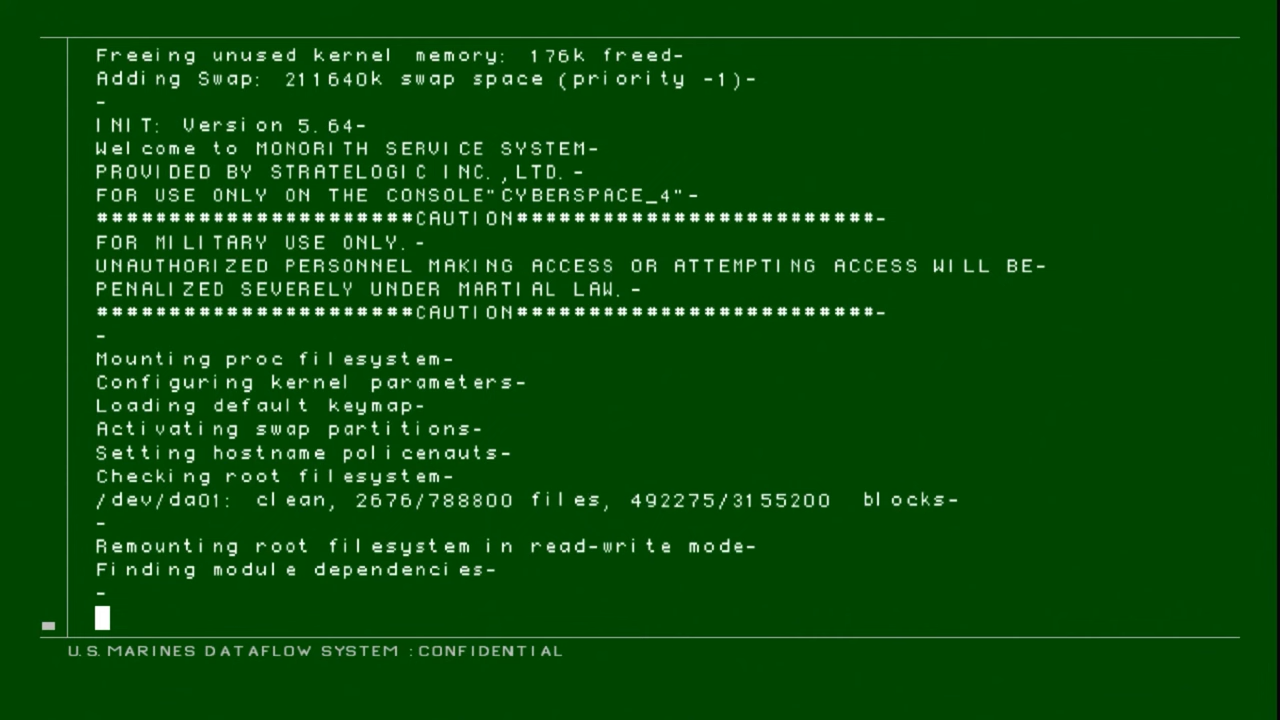 Freeing unused kernel memory: 176k freed-
Adding Swap: 211640k swap space (priority -1)-
-
INIT: Version 5.64-
Welcome to MONORITH SERVICE SYSTEM-
PROVIDED BY STRATELOGIC INC.,LTD.-
FOR USE ONLY ON THE CONSOLE"CYBERSPACE_4"-
######################CAUTION#########################-
FOR MILITARY USE ONLY.-
UNAUTHORIZED PERSONNEL MAKING ACCESS OR ATTEMPTING ACCESS WILL BE-
PENALIZED SEVERELY UNDER MARTIAL LAW.-
######################CAUTION#########################-
-
Mounting proc filesystem-
Configuring kernel parameters-
Loading default keymap-
Activating swap partitions-
Setting hostname policenauts-
Checking root filesystem-
/dev/da01: clean, 2676/788800 files, 492275/3155200 blocks-
-
Remounting root filesystem in read-write mode-
Finding module dependencies-
-
U.S.MARINES DATAFLOW SYSTEM :CONFIDENTIAL